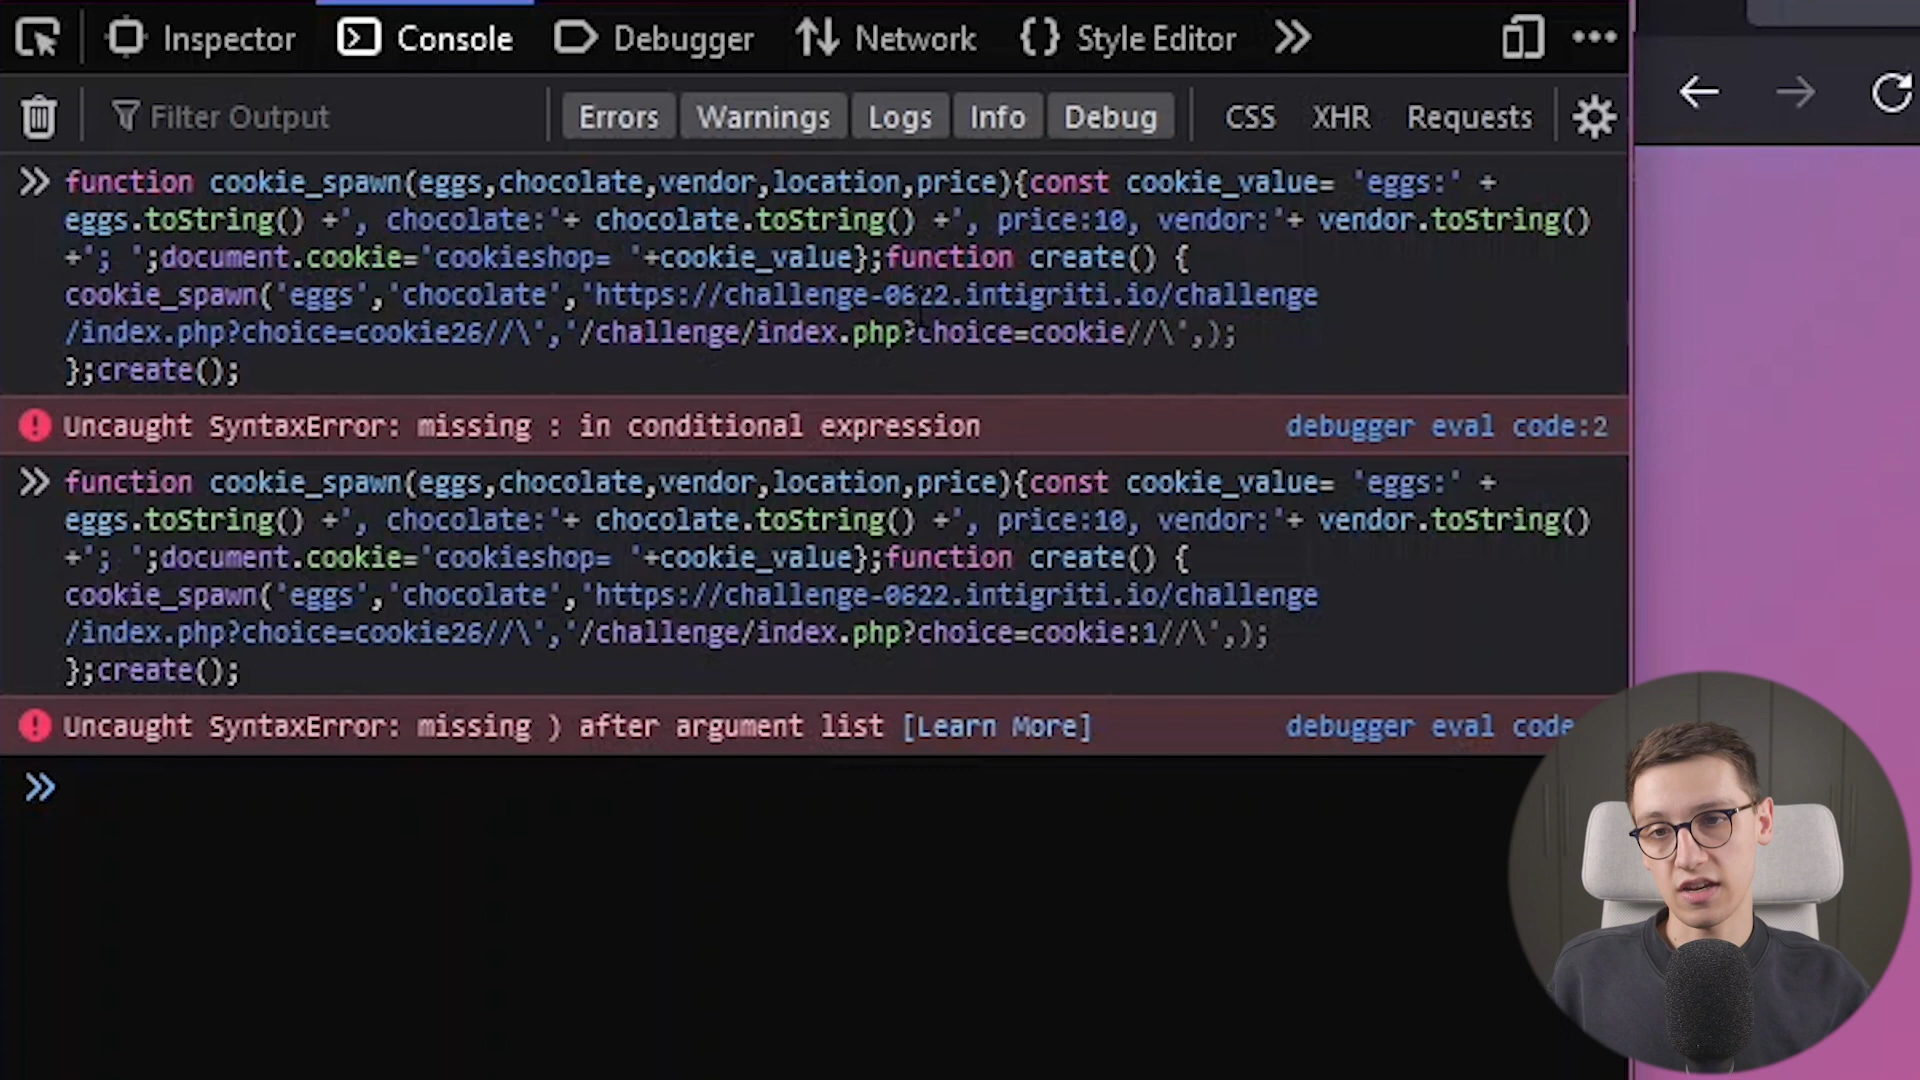 Inspector Console Debugger Network {} Style Editor
Filter Output Errors Warnings Logs Info Debug CSS XHR Requests
function cookie_spawn(eggs,chocolate,vendor,location,price){const cookie_value= 'eggs:' +
eggs.toString() +', chocolate:'+ chocolate.toString() +', price:10, vendor:'+ vendor.toString()
+'; ';document.cookie='cookieshop= '+cookie_value};function create() {
cookie_spawn('eggs','chocolate','https://challenge-0622.intigriti.io/challenge
/index.php?choice=cookie26//\','/challenge/index.php?choice=cookie//\',);
};create();
Uncaught SyntaxError: missing : in conditional expression debugger eval code:2
function cookie_spawn(eggs,chocolate,vendor,location,price){const cookie_value= 'eggs:' +
eggs.toString() +', chocolate:'+ chocolate.toString() +', price:10, vendor:'+ vendor.toString()
+'; ';document.cookie='cookieshop= '+cookie_value};function create() {
cookie_spawn('eggs','chocolate','https://challenge-0622.intigriti.io/challenge
/index.php?choice=cookie26//\','/challenge/index.php?choice=cookie:1//\',);
};create();
Uncaught SyntaxError: missing ) after argument list [Learn More] debugger eval code